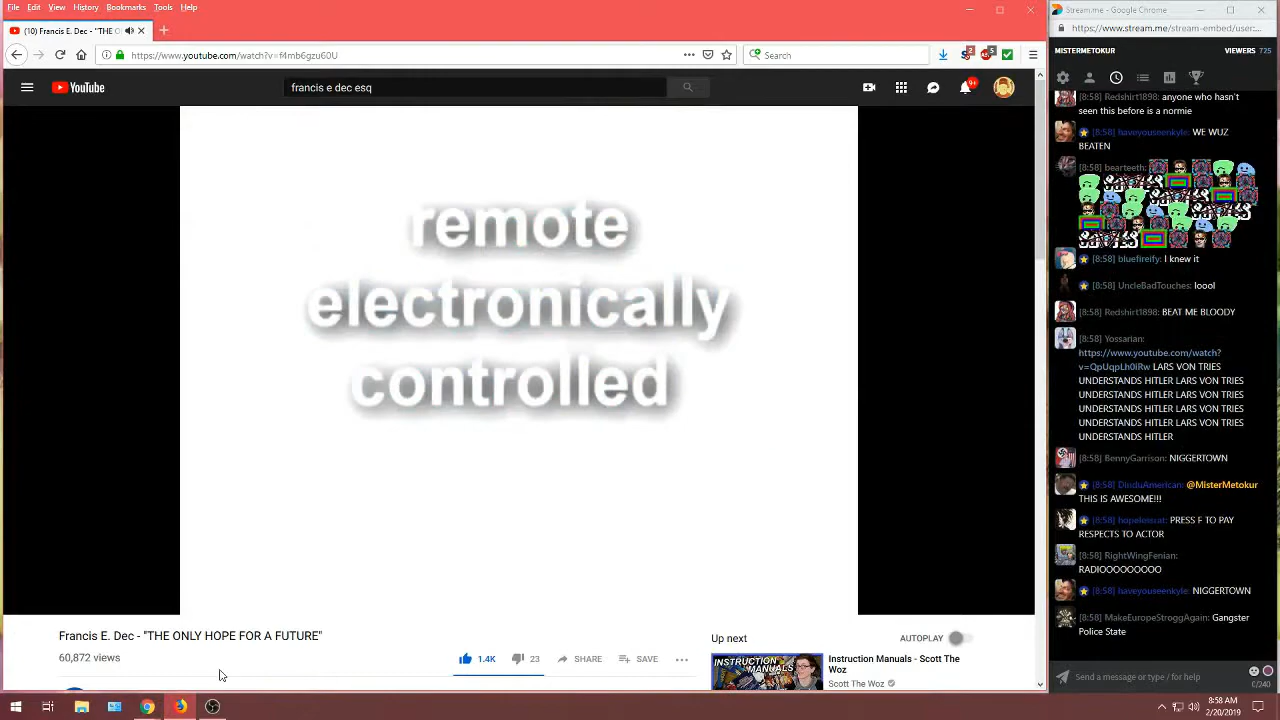 File Edit View History Bookmarks Tools Help
(10) Francis E. Dec - "THE O
https://www.youtube.com/watch?v=f4mb6gzu60U
Search
YouTube
francis e dec esq
9+
remote
electronically
controlled
Francis E. Dec - "THE ONLY HOPE FOR A FUTURE"
60,872 views
1.4K 23 SHARE SAVE
Up next
AUTOPLAY
INSTRUCTION
MANUALS
Instruction Manuals - Scott The
Woz
Scott The Woz
Stream.me - Google Chrome
https://www.stream.me/stream-embed/user:...
MISTERMETOKUR VIEWERS 725
[8:58] Redshirt1898: anyone who hasn't
seen this before is a normie
[8:58] haveyouseenkyle: WE WUZ
BEATEN
[8:58] bearteeth:
[8:58] bluefireify: I knew it
[8:58] UncleBadTouches: loool
[8:58] Redshirt1898: BEAT ME BLOODY
[8:58] Yossarian:
https://www.youtube.com/watch?
v=QpUqpLh0iRw LARS VON TRIES
UNDERSTANDS HITLER LARS VON TRIES
UNDERSTANDS HITLER LARS VON TRIES
UNDERSTANDS HITLER LARS VON TRIES
UNDERSTANDS HITLER LARS VON TRIES
UNDERSTANDS HITLER
[8:58] BennyGarrison: NIGGERTOWN
[8:58] DinduAmerican: @MisterMetokur
THIS IS AWESOME!!!
[8:58] hopelessrat: PRESS F TO PAY
RESPECTS TO ACTOR
[8:58] RightWingFenian:
RADIOOOOOOOOO
[8:58] haveyouseenkyle: NIGGERTOWN
[8:58] MakeEuropeStroggAgain: Gangster
Police State
Send a message or type / for help
0/240
8:58 AM
2/20/2019